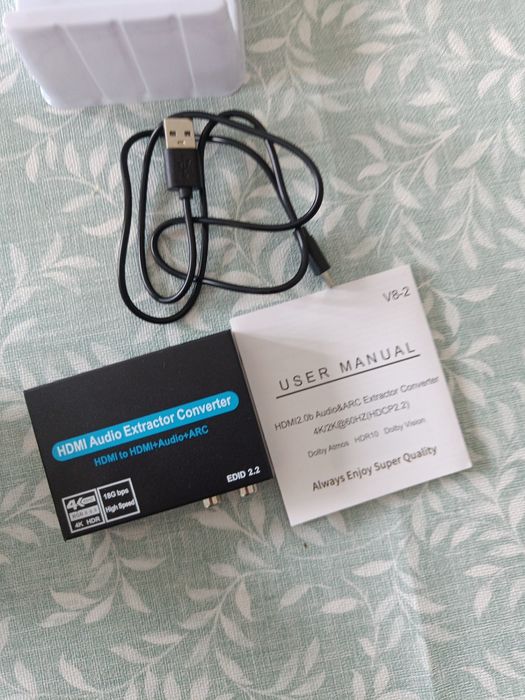 V8-2
USER MANUAL
HDMI2.0b Audio&ARC Extractor Converter
4K/2K@60HZ(HDCP2.2)
Dolby Atmos HDR10 Dolby Vision
Always Enjoy Super Quality
HDMI Audio Extractor Converter
HDMI to HDMI+Audio+ARC
EDID 2.2
4K
4K HDR
18G bps
High Speed